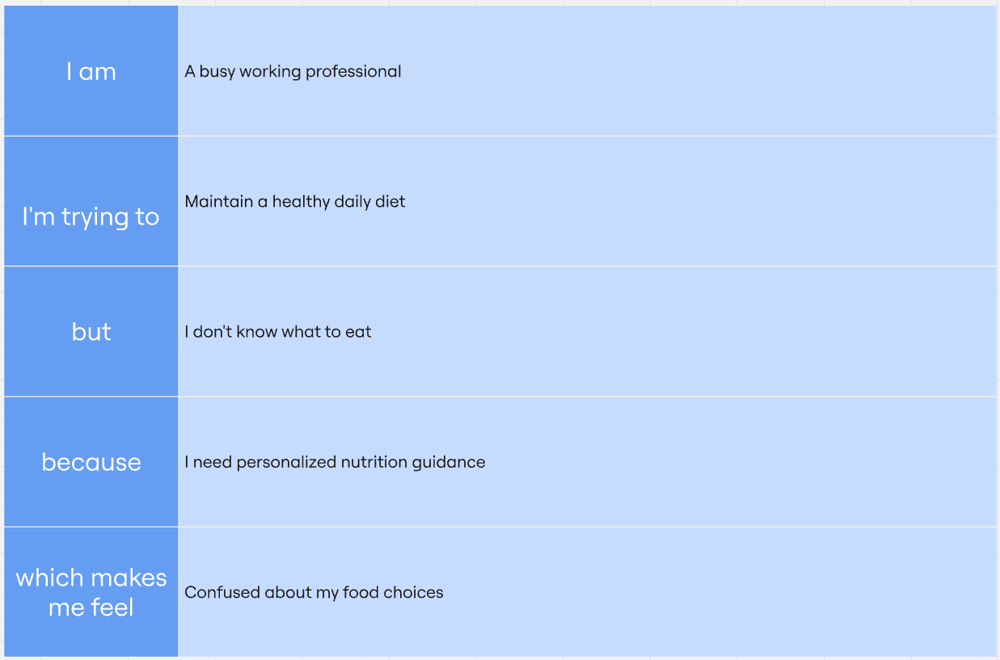 I am
A busy working professional
I'm trying to
Maintain a healthy daily diet
but
I don't know what to eat
because
I need personalized nutrition guidance
which makes
me feel
Confused about my food choices